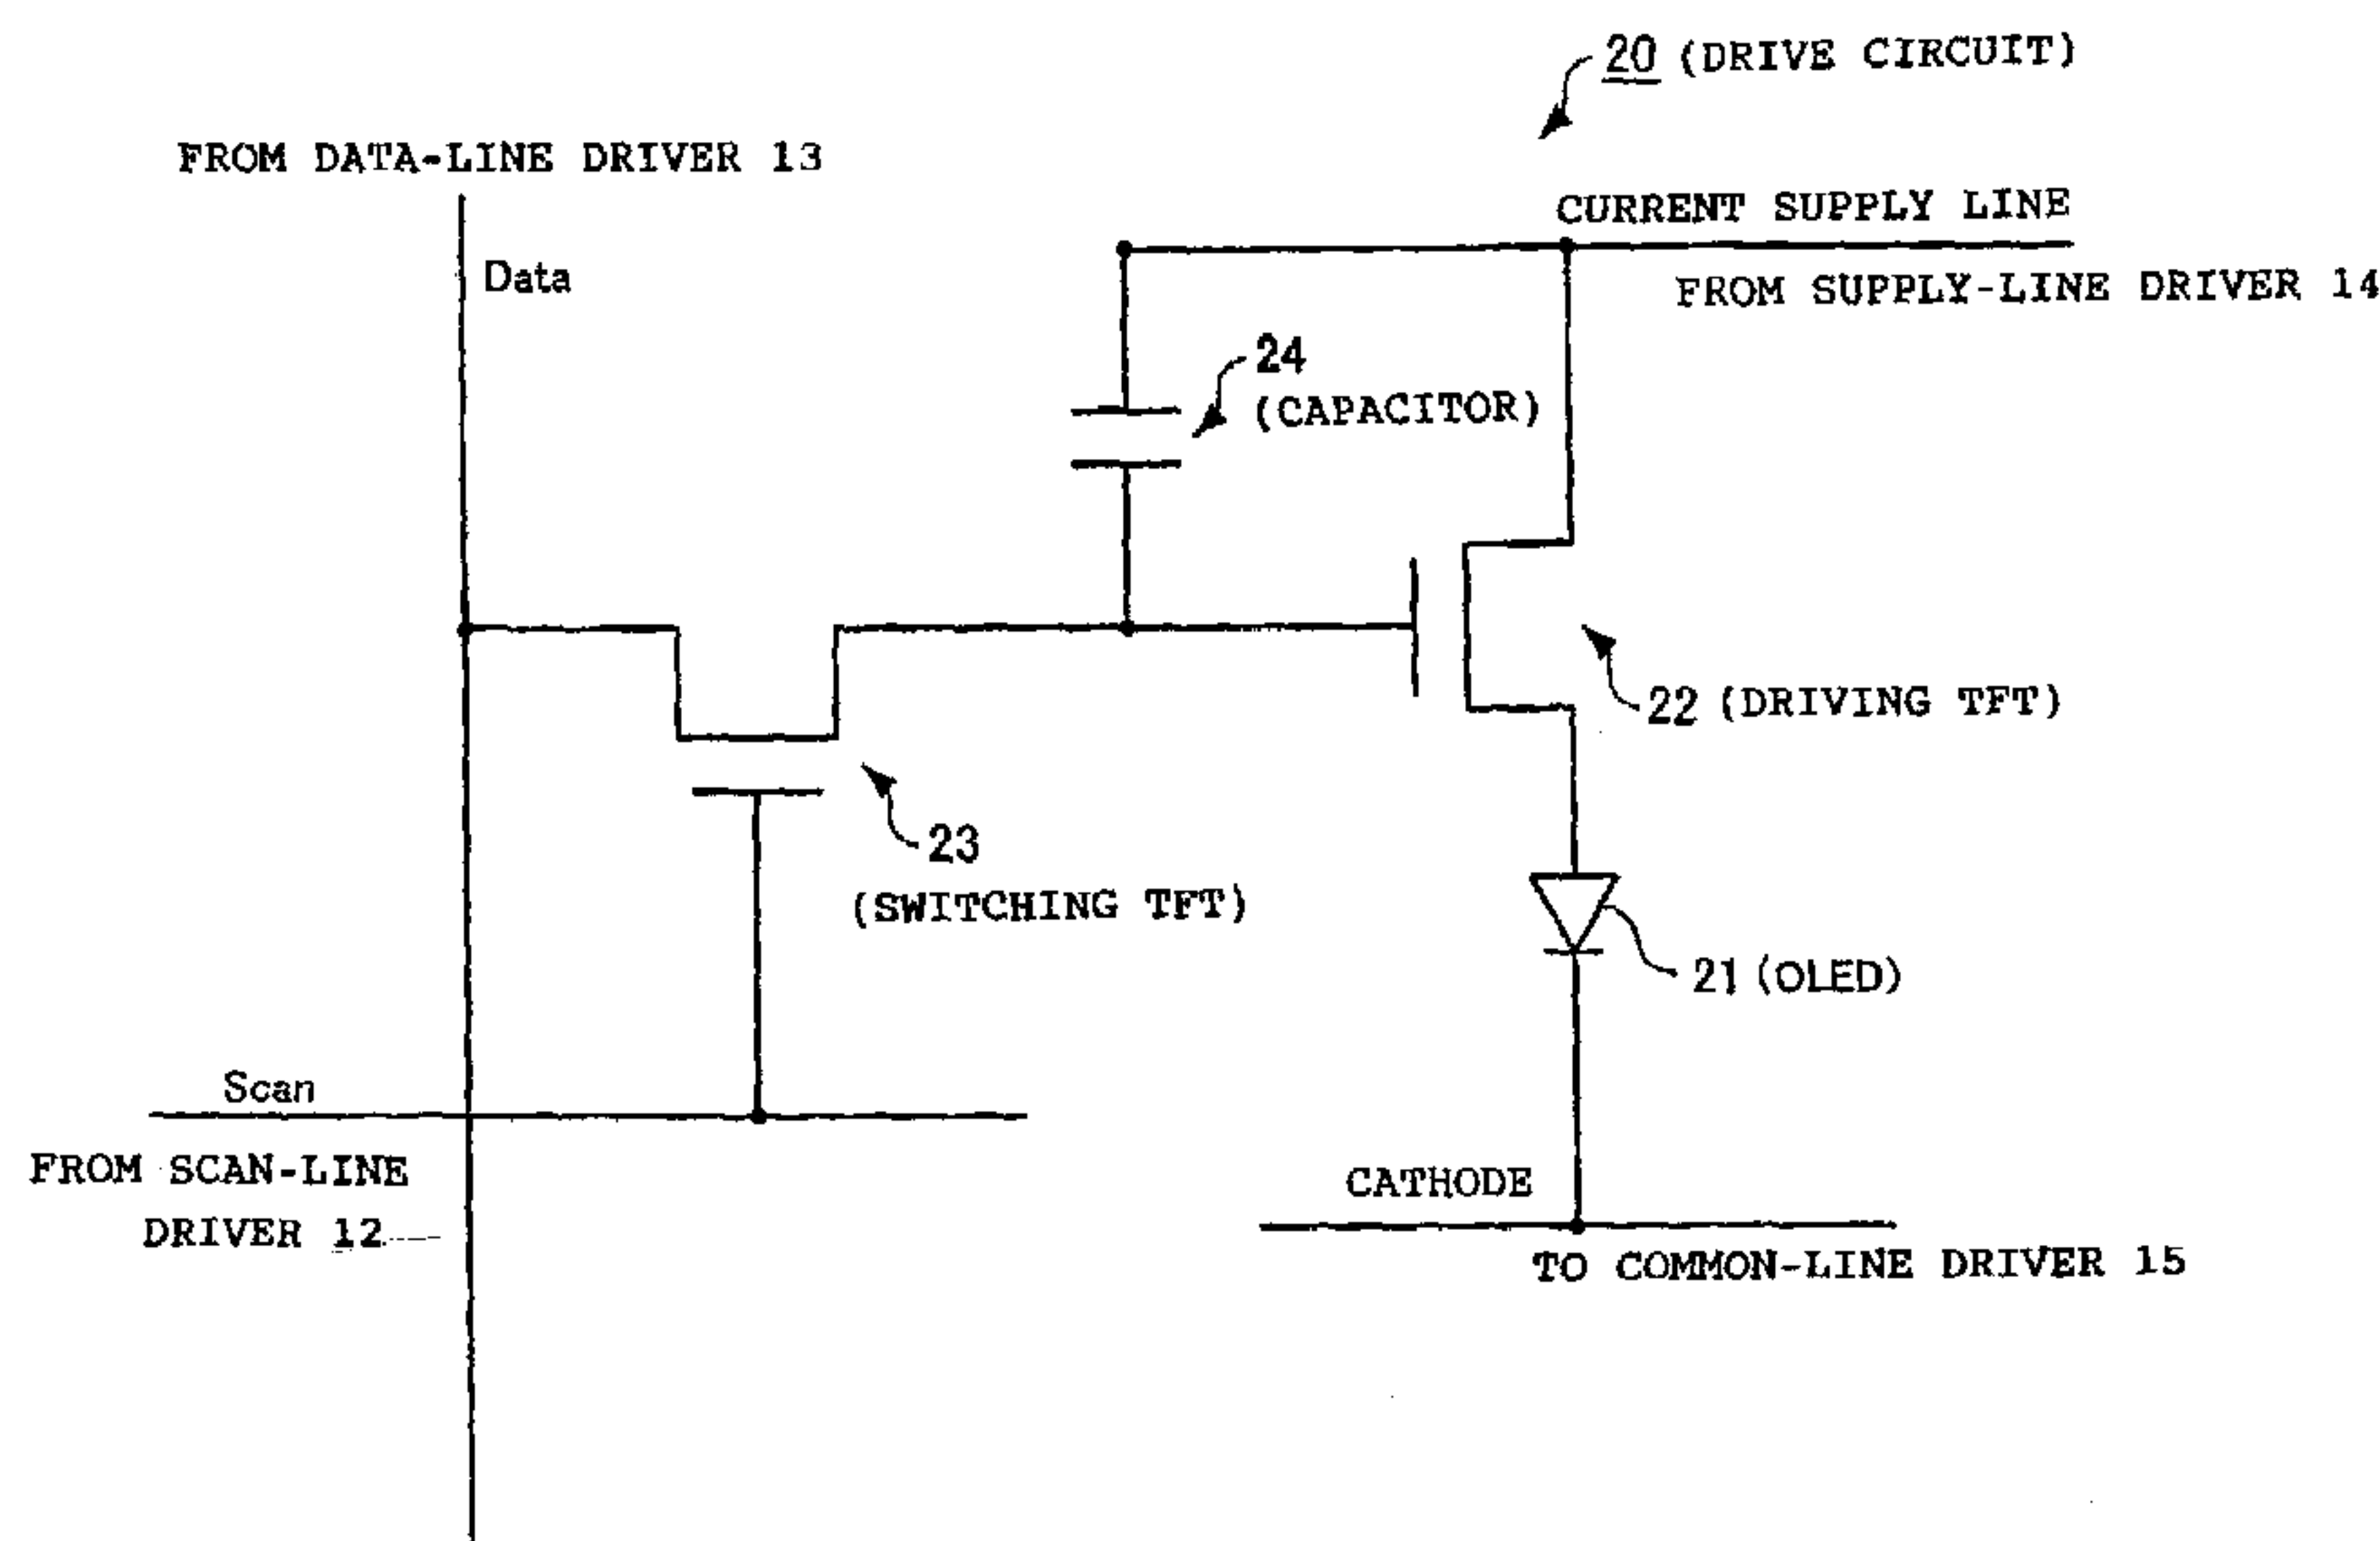 20 (DRIVE CIRCUIT)
FROM DATA-LINE DRIVER 13
CURRENT SUPPLY LINE
Data
FROM SUPPLY-LINE DRIVER 14
24
(CAPACITOR)
22 (DRIVING TFT)
23
(SWITCHING TFT)
21 (OLED)
Scan
FROM SCAN-LINE
DRIVER 12
CATHODE
TO COMMON-LINE DRIVER 15